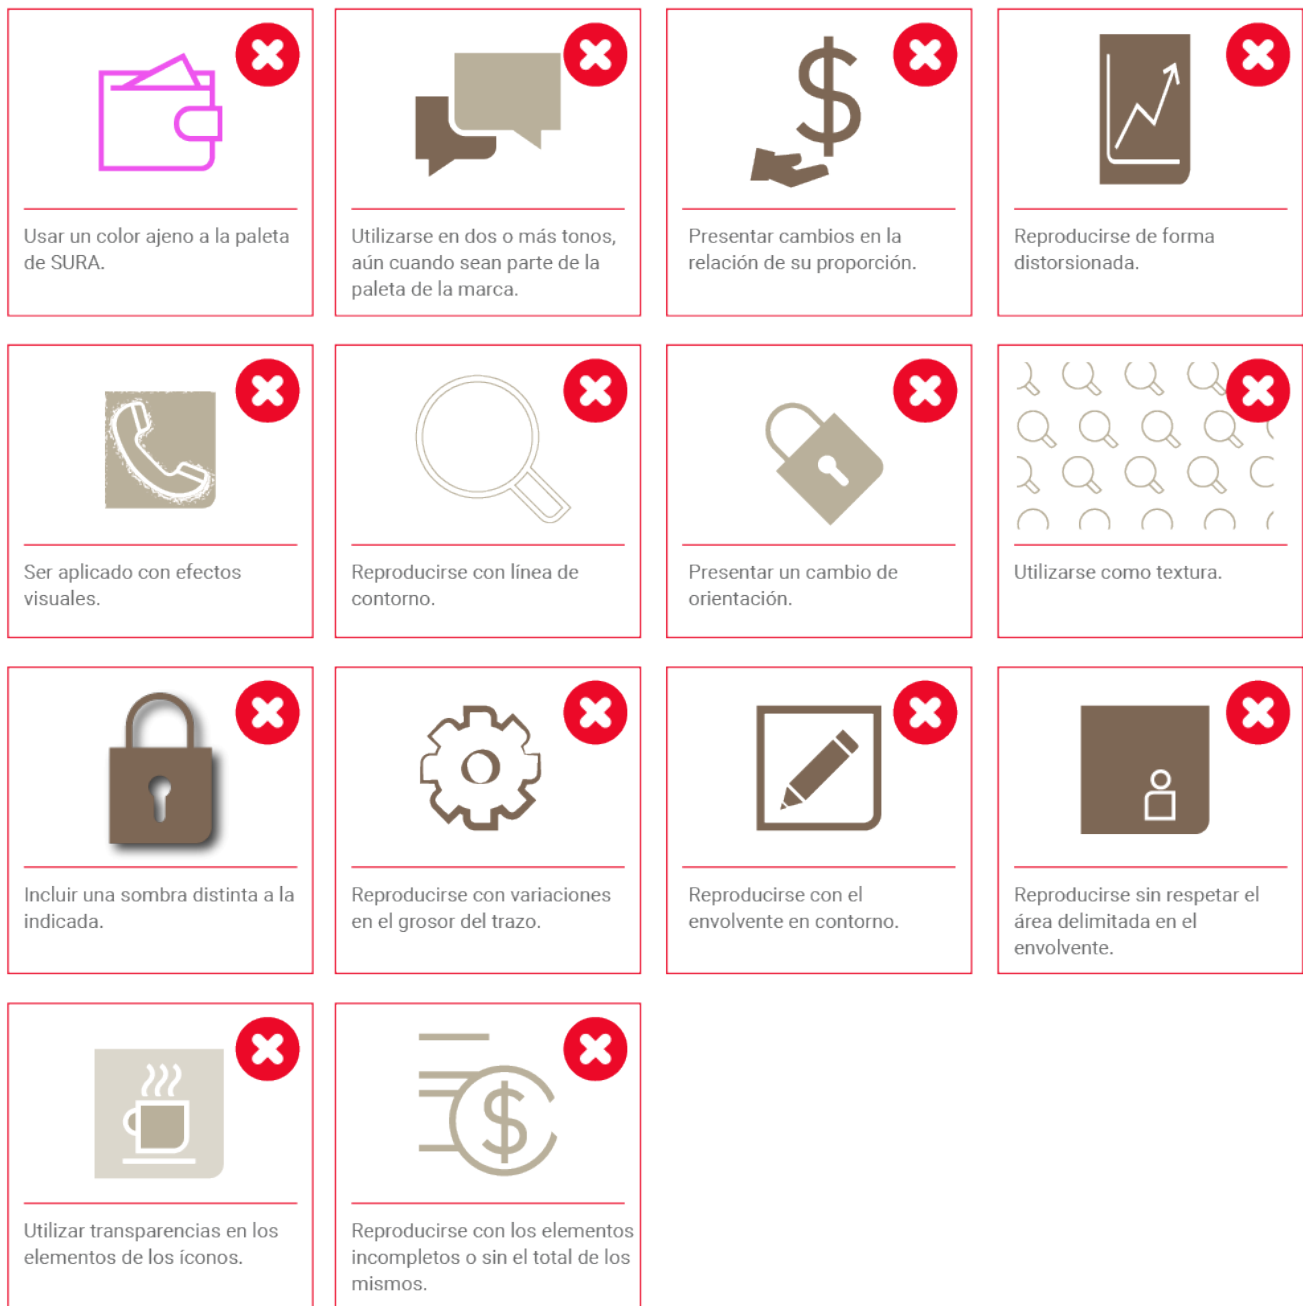 Usar un color ajeno a la paleta
de SURA.
Utilizarse en dos o más tonos,
aún cuando sean parte de la
paleta de la marca.
Presentar cambios en la
relación de su proporción.
Reproducirse de forma
distorsionada.
Ser aplicado con efectos
visuales.
Reproducirse con línea de
contorno.
Presentar un cambio de
orientación.
Utilizarse como textura.
Incluir una sombra distinta a la
indicada.
Reproducirse con variaciones
en el grosor del trazo.
Reproducirse con el
envolvente en contorno.
Reproducirse sin respetar el
área delimitada en el
envolvente.
Utilizar transparencias en los
elementos de los íconos.
Reproducirse con los elementos
incompletos o sin el total de los
mismos.